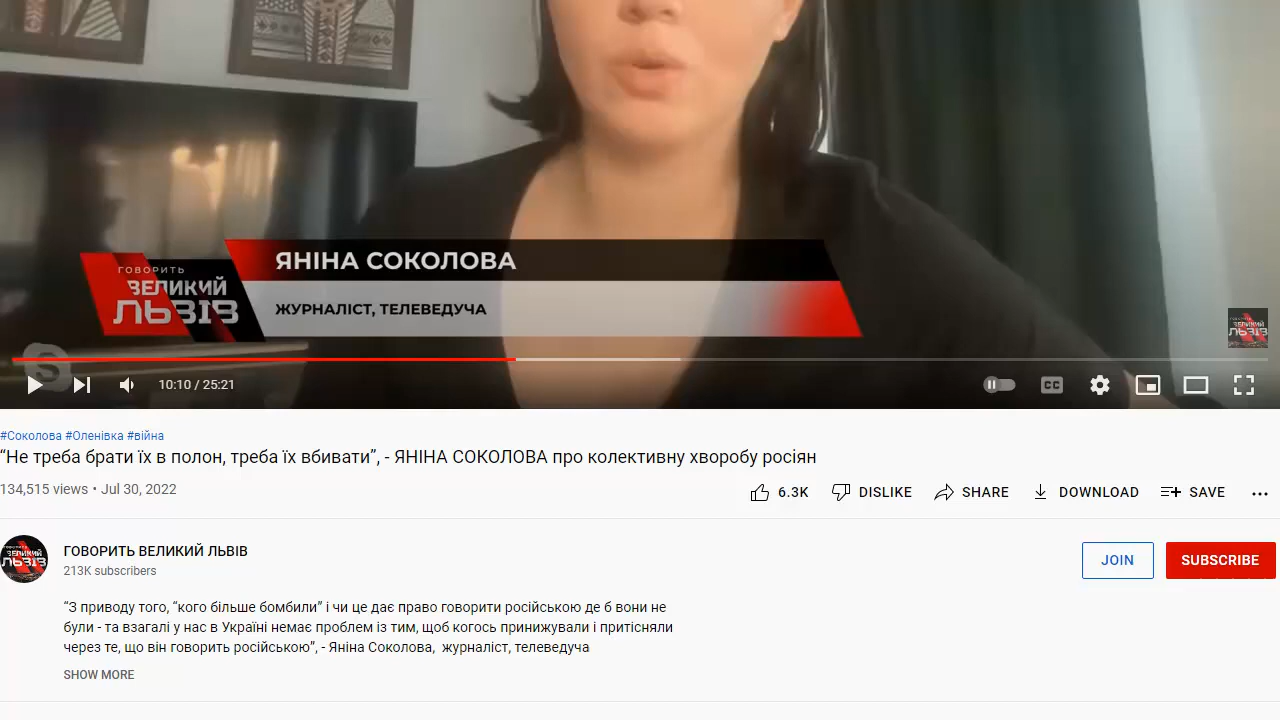 ЯНІНА СОКОЛОВА
ГОВОРИТЬ
ВЕЛИКИЙ
ЛЬВІВ
ЖУРНАЛІСТ, ТЕЛЕВЕДУЧА
10:10 / 25:21
CC
#Соколова #Оленівка #війна
“Не треба брати їх в полон, треба їх вбивати”, - ЯНІНА СОКОЛОВА про колективну хворобу росіян
134,515 views • Jul 30, 2022
6.3K
DISLIKE
SHARE
DOWNLOAD
SAVE
ГОВОРИТЬ ВЕЛИКИЙ ЛЬВІВ
213K subscribers
JOIN
SUBSCRIBE
“З приводу того, “кого більше бомбили” і чи це дає право говорити російською де б вони не
були - та взагалі у нас в Україні немає проблем із тим, щоб когось принижували і притісняли
через те, що він говорить російською”, - Яніна Соколова, журналіст, телеведуча
SHOW MORE